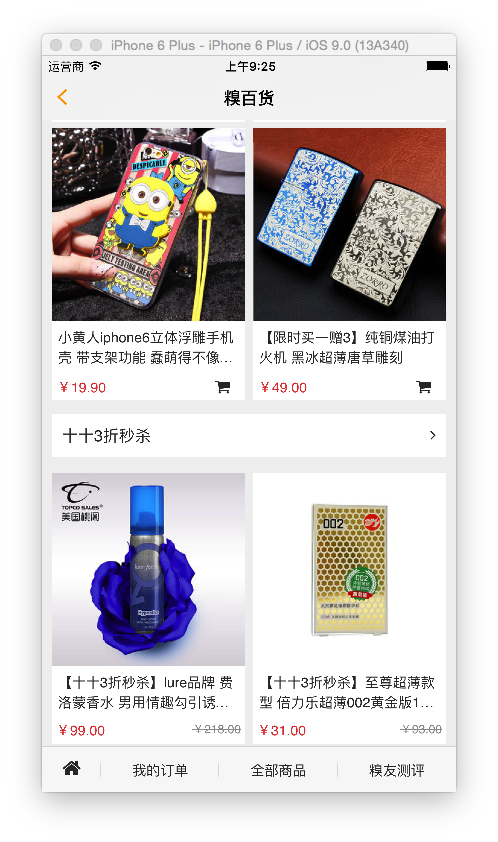 iPhone 6 Plus - iPhone 6 Plus / iOS 9.0 (13A340)
运营商 上午9:25
糗百货
DESPICABLE
小黄人iphone6立体浮雕手机
壳 带支架功能 蠢萌得不像…
￥19.90
ZORRO
【限时买一赠3】纯铜煤油打
火机 黑冰超薄唐草雕刻
￥49.00
十十3折秒杀
TOPCO SALES
美国桃阁
【十十3折秒杀】lure品牌 费
洛蒙香水 男用情趣勾引诱…
￥99.00 ￥218.00
002
002
【十十3折秒杀】至尊超薄款
型 倍力乐超薄002黄金版1…
￥31.00 ￥93.00
我的订单 全部商品 糗友测评